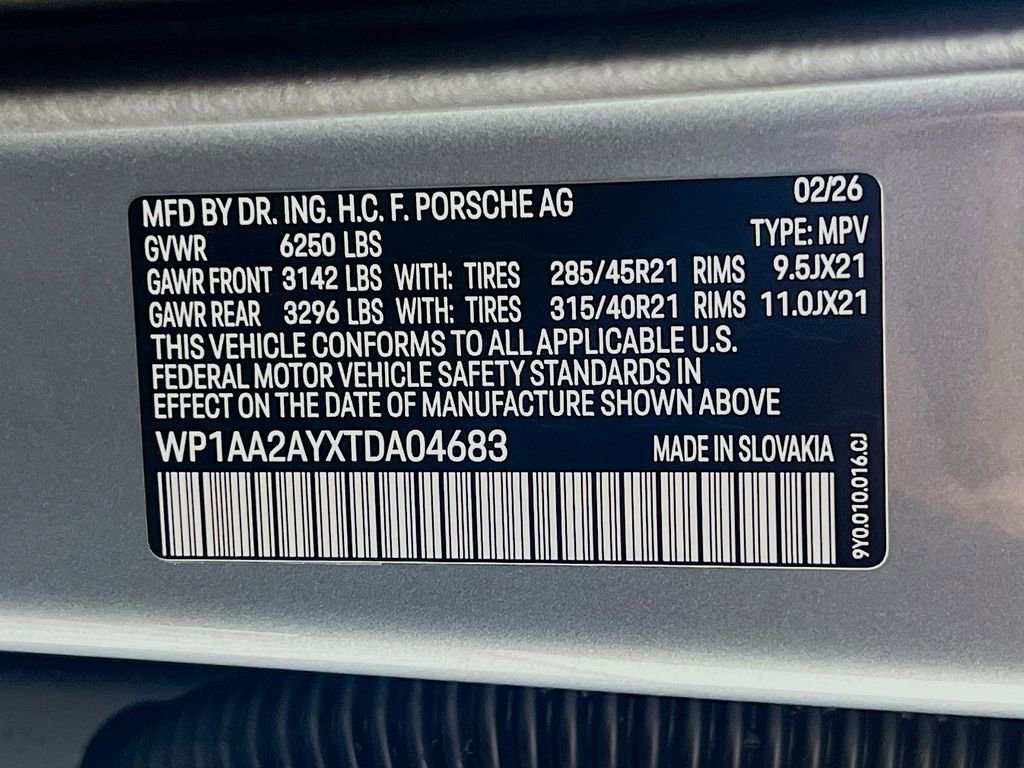 MFD BY DR. ING. H.C. F. PORSCHE AG 02/26
GVWR 6250 LBS TYPE: MPV
GAWR FRONT 3142 LBS WITH: TIRES 285/45R21 RIMS 9.5JX21
GAWR REAR 3296 LBS WITH: TIRES 315/40R21 RIMS 11.0JX21
THIS VEHICLE CONFORMS TO ALL APPLICABLE U.S.
FEDERAL MOTOR VEHICLE SAFETY STANDARDS IN
EFFECT ON THE DATE OF MANUFACTURE SHOWN ABOVE
WP1AA2AYXTDA04683 MADE IN SLOVAKIA
9Y0.010.016.CJ